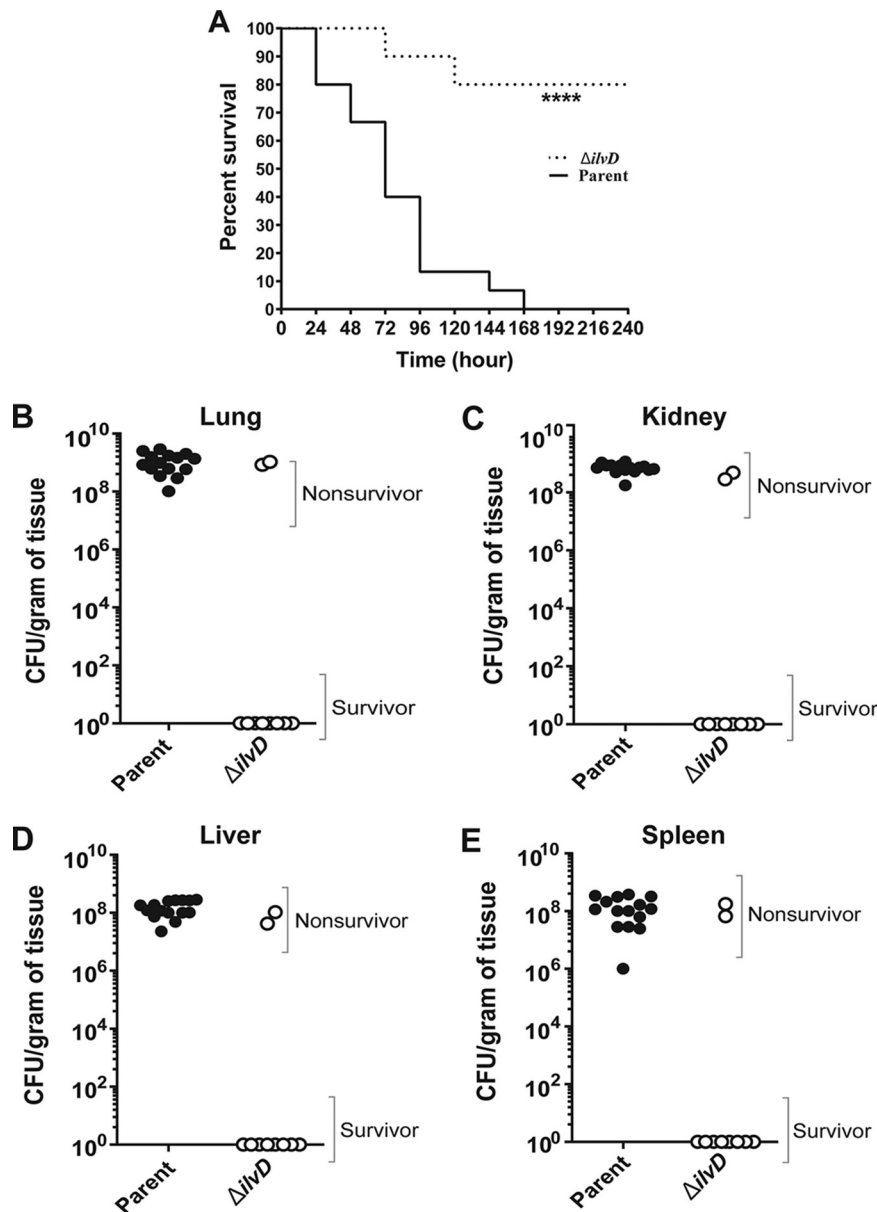 A
Percent survival
100
90
80
70
60
50
40
30
20
10
0
0 24 48 72 96 120 144 168 192 216 240
Time (hour)
****
ΔilvD
Parent
B
Lung
CFU/gram of tissue
10^10
10^8
10^6
10^4
10^2
10^0
Nonsurvivor
Survivor
Parent
ΔilvD
C
Kidney
CFU/gram of tissue
10^10
10^8
10^6
10^4
10^2
10^0
Nonsurvivor
Survivor
Parent
ΔilvD
D
Liver
CFU/gram of tissue
10^10
10^8
10^6
10^4
10^2
10^0
Nonsurvivor
Survivor
Parent
ΔilvD
E
Spleen
CFU/gram of tissue
10^10
10^8
10^6
10^4
10^2
10^0
Nonsurvivor
Survivor
Parent
ΔilvD